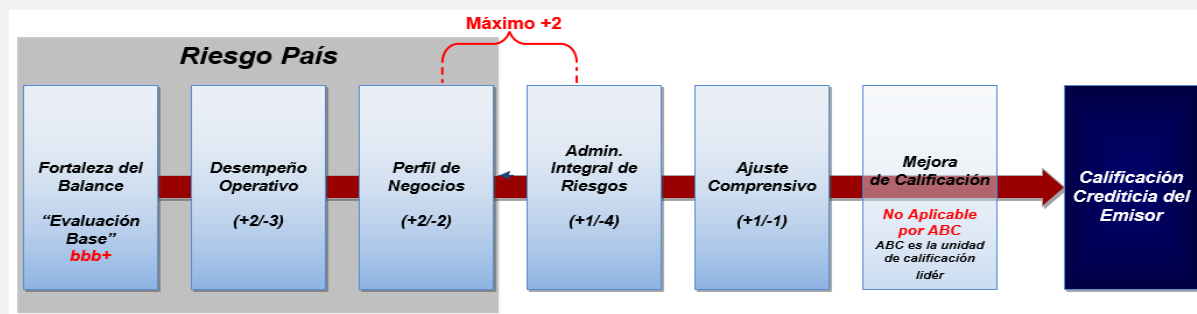 Máximo +2
Riesgo País
Fortaleza del
Balance
“Evaluación
Base”
bbb+
Desempeño
Operativo
(+2/-3)
Perfil de
Negocios
(+2/-2)
Admin.
Integral de
Riesgos
(+1/-4)
Ajuste
Comprensivo
(+1/-1)
Mejora
de Calificación
No Aplicable
por ABC
ABC es la unidad
de calificación
lidér
Calificación
Crediticia del
Emisor